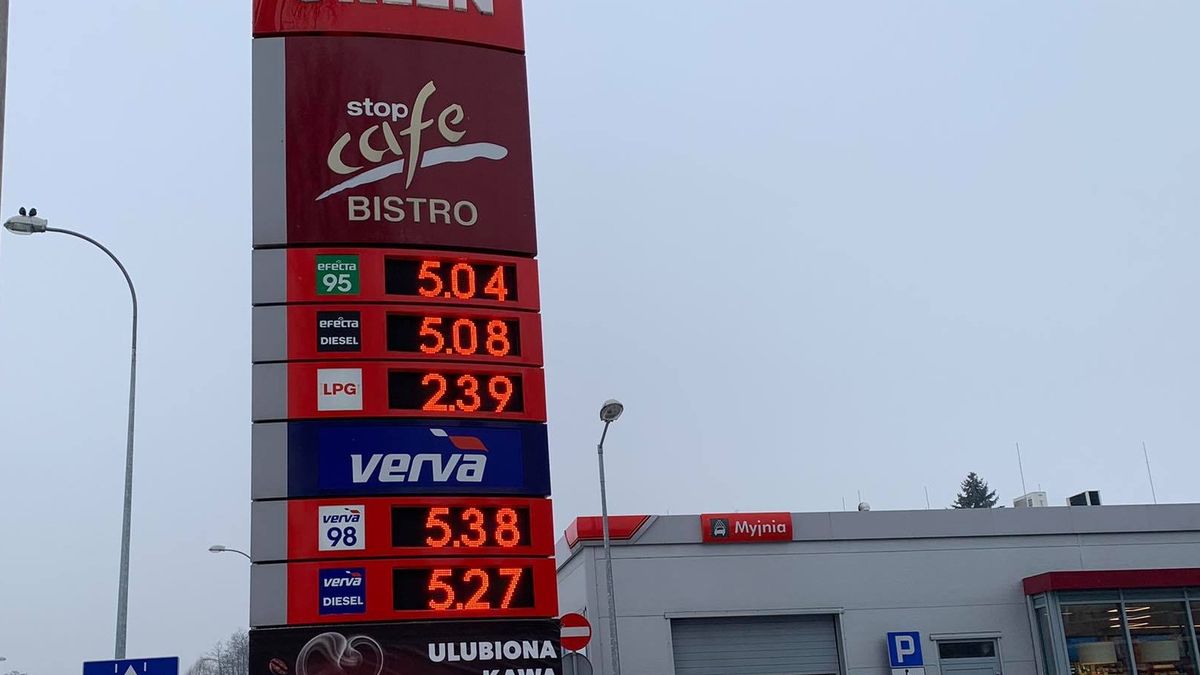 stop
cafe
BISTRO
efecta
95
5.04
efecta
DIESEL
5.08
LPG
2.39
verva
verva
98
5.38
verva
DIESEL
5.27
ULUBIONA
KAWA
Myjnia
P